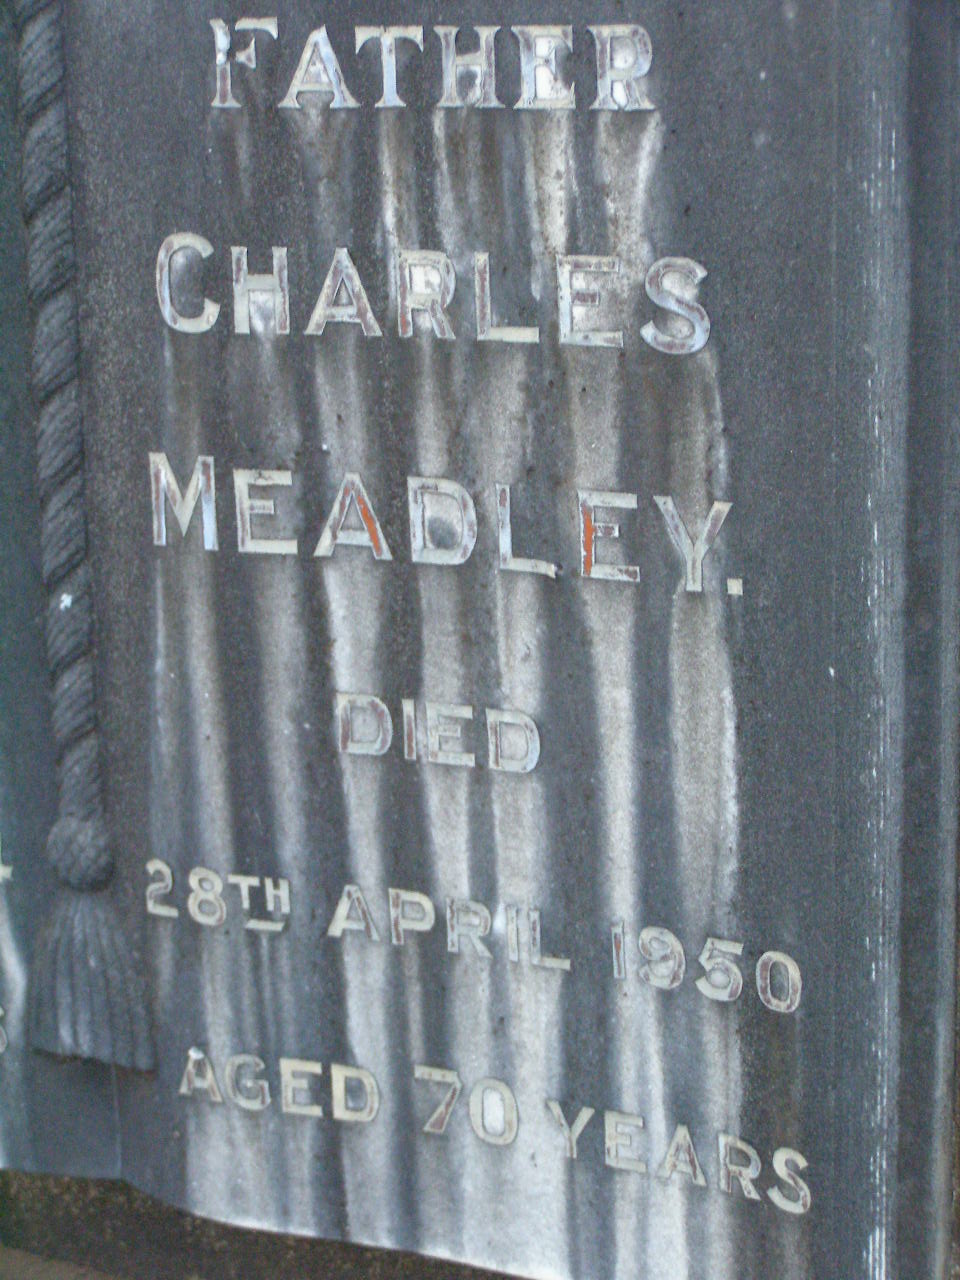 FATHER
CHARLES
MEADLEY.
DIED
28TH APRIL 1950
AGED 70 YEARS